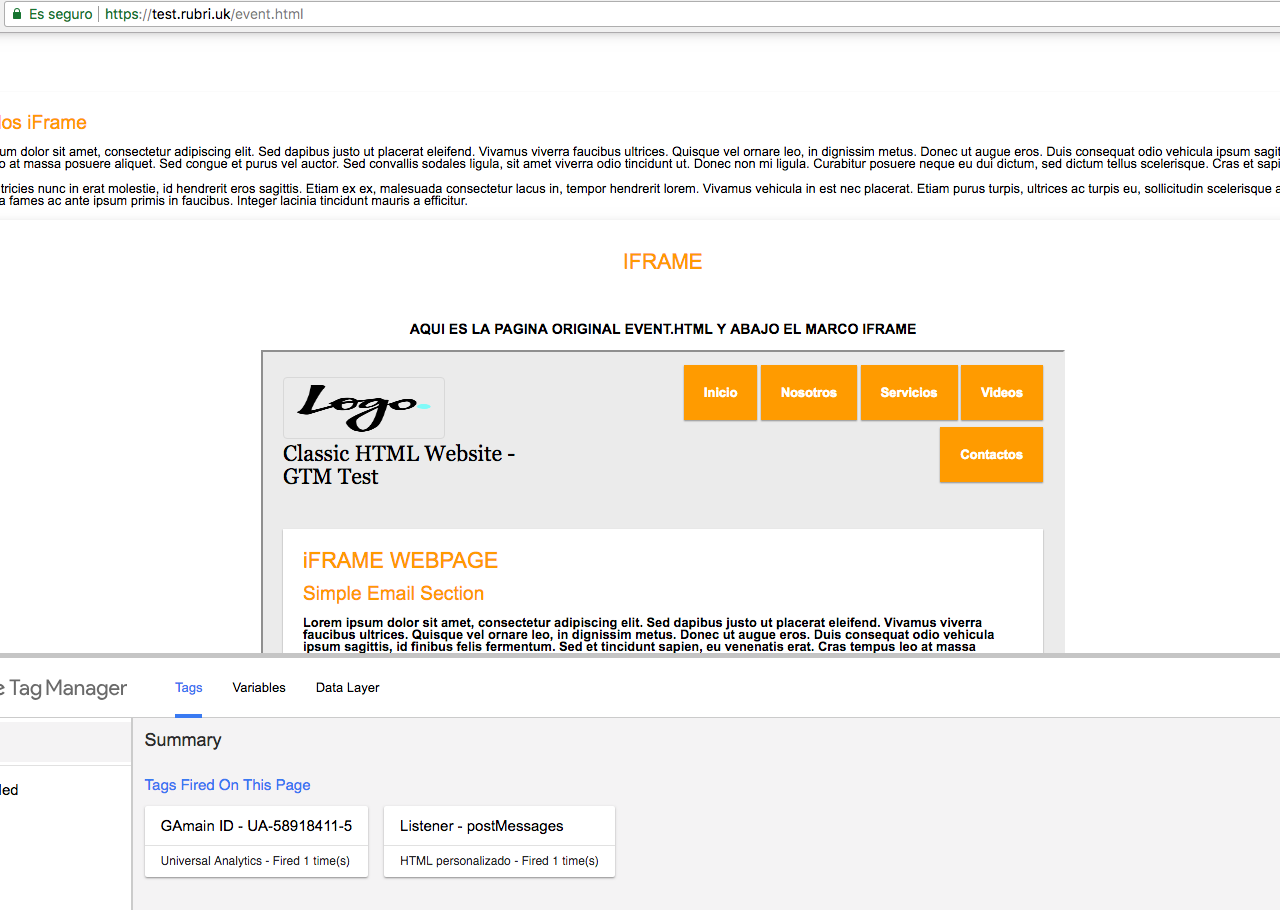 Es seguro | https://test.rubri.uk/event.html
los iFrame
um dolor sit amet, consectetur adipiscing elit. Sed dapibus justo ut placerat eleifend. Vivamus viverra faucibus ultrices. Quisque vel ornare leo, in dignissim metus. Donec ut augue eros. Duis consequat odio vehicula ipsum sagit
o at massa posuere aliquet. Sed congue et purus vel auctor. Sed convallis sodales ligula, sit amet viverra odio tincidunt ut. Donec non mi ligula. Curabitur posuere neque eu dui dictum, sed dictum tellus scelerisque. Cras et sapi
tricies nunc in erat molestie, id hendrerit eros sagittis. Etiam ex ex, malesuada consectetur lacus in, tempor hendrerit lorem. Vivamus vehicula in est nec placerat. Etiam purus turpis, ultrices ac turpis eu, sollicitudin scelerisque a
a fames ac ante ipsum primis in faucibus. Integer lacinia tincidunt mauris a efficitur.
IFRAME
AQUI ES LA PAGINA ORIGINAL EVENT.HTML Y ABAJO EL MARCO IFRAME
Logo
Inicio Nosotros Servicios Videos
Contactos
Classic HTML Website -
GTM Test
iFRAME WEBPAGE
Simple Email Section
Lorem ipsum dolor sit amet, consectetur adipiscing elit. Sed dapibus justo ut placerat eleifend. Vivamus viverra
faucibus ultrices. Quisque vel ornare leo, in dignissim metus. Donec ut augue eros. Duis consequat odio vehicula
ipsum sagittis, id finibus felis fermentum. Sed et tincidunt sapien, eu venenatis erat. Cras tempus leo at massa
e Tag Manager Tags Variables Data Layer
Summary
ded
Tags Fired On This Page
GAmain ID - UA-58918411-5
Universal Analytics - Fired 1 time(s)
Listener - postMessages
HTML personalizado - Fired 1 time(s)